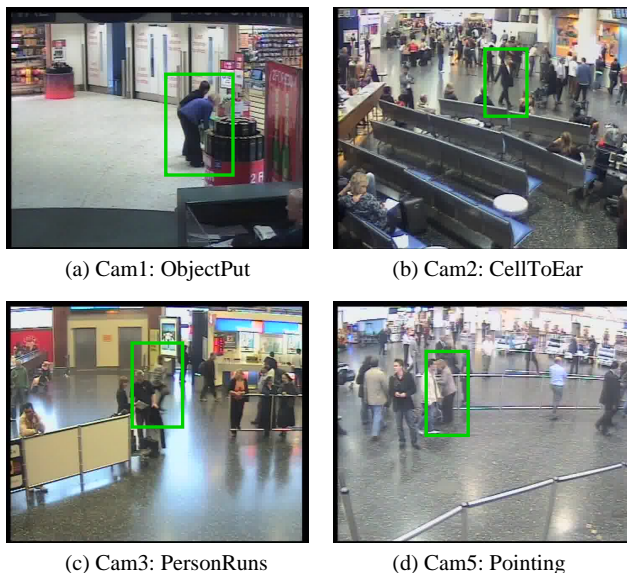 (a) Cam1: ObjectPut
(b) Cam2: CellToEar
(c) Cam3: PersonRuns
(d) Cam5: Pointing